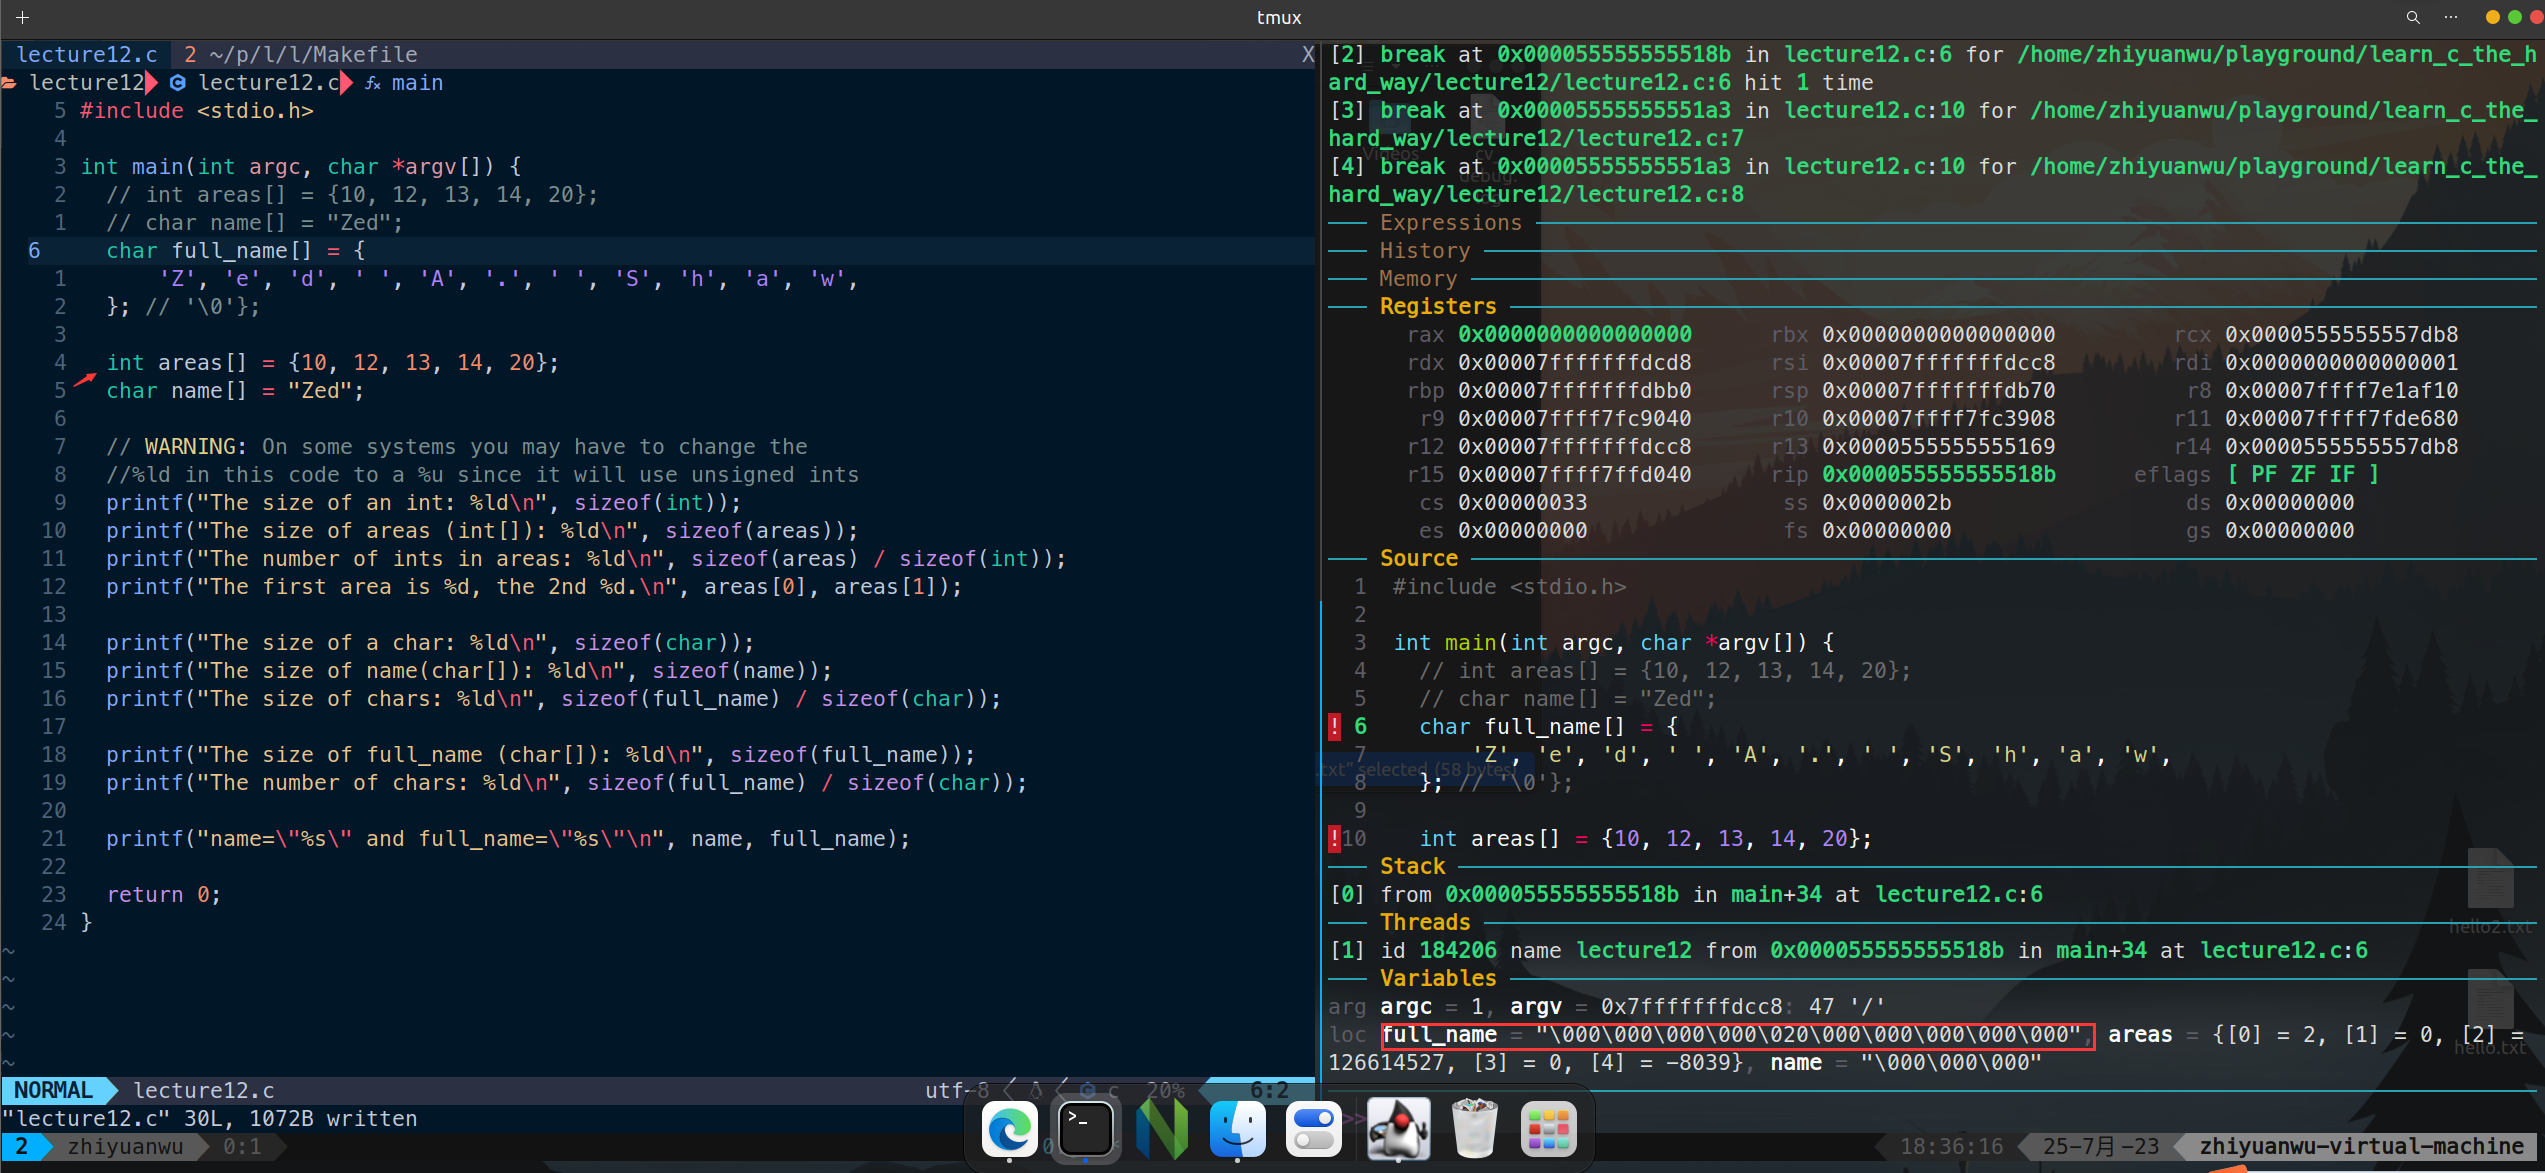 +
tmux
lecture12.c 2 ~/p/l/l/Makefile X
lecture12 lecture12.c main
5 #include <stdio.h>
4
3 int main(int argc, char *argv[]) {
2 // int areas[] = {10, 12, 13, 14, 20};
1 // char name[] = "Zed";
6 char full_name[] = {
1 'Z', 'e', 'd', ' ', 'A', '.', ' ', 'S', 'h', 'a', 'w',
2 }; // '\0'};
3
4 int areas[] = {10, 12, 13, 14, 20};
5 char name[] = "Zed";
6
7 // WARNING: On some systems you may have to change the
8 //%ld in this code to a %u since it will use unsigned ints
9 printf("The size of an int: %ld\n", sizeof(int));
10 printf("The size of areas (int[]): %ld\n", sizeof(areas));
11 printf("The number of ints in areas: %ld\n", sizeof(areas) / sizeof(int));
12 printf("The first area is %d, the 2nd %d.\n", areas[0], areas[1]);
13
14 printf("The size of a char: %ld\n", sizeof(char));
15 printf("The size of name(char[]): %ld\n", sizeof(name));
16 printf("The size of chars: %ld\n", sizeof(full_name) / sizeof(char));
17
18 printf("The size of full_name (char[]): %ld\n", sizeof(full_name));
19 printf("The number of chars: %ld\n", sizeof(full_name) / sizeof(char));
20
21 printf("name=\"%s\" and full_name=\"%s\"\n", name, full_name);
22
23 return 0;
24 }
~
~
~
~
~
NORMAL lecture12.c utf-8 c 20% 6:2
"lecture12.c" 30L, 1072B written
2 zhiyuanwu 0:1
[2] break at 0x000055555555518b in lecture12.c:6 for /home/zhiyuanwu/playground/learn_c_the_h
ard_way/lecture12/lecture12.c:6 hit 1 time
[3] break at 0x00005555555551a3 in lecture12.c:10 for /home/zhiyuanwu/playground/learn_c_the_
hard_way/lecture12/lecture12.c:7
[4] break at 0x00005555555551a3 in lecture12.c:10 for /home/zhiyuanwu/playground/learn_c_the_
hard_way/lecture12/lecture12.c:8
Videos
Expressions
History
Memory
Registers
rax 0x0000000000000000 rbx 0x0000000000000000 rcx 0x0000555555557db8
rdx 0x00007fffffffdcd8 rsi 0x00007fffffffdcc8 rdi 0x0000000000000001
rbp 0x00007fffffffdbb0 rsp 0x00007fffffffdb70 r8 0x00007ffff7e1af10
r9 0x00007ffff7fc9040 r10 0x00007ffff7fc3908 r11 0x00007ffff7fde680
r12 0x00007fffffffdcc8 r13 0x0000555555555169 r14 0x0000555555557db8
r15 0x00007ffff7ffd040 rip 0x000055555555518b eflags [ PF ZF IF ]
cs 0x00000033 ss 0x0000002b ds 0x00000000
es 0x00000000 fs 0x00000000 gs 0x00000000
Source
1 #include <stdio.h>
2
3 int main(int argc, char *argv[]) {
4 // int areas[] = {10, 12, 13, 14, 20};
5 // char name[] = "Zed";
! 6 char full_name[] = {
7 'Z', 'e', 'd', ' ', 'A', '.', ' ', 'S', 'h', 'a', 'w',
.txt" selected (58 bytes)
8 }; // '\0'};
9
!10 int areas[] = {10, 12, 13, 14, 20};
Stack
[0] from 0x000055555555518b in main+34 at lecture12.c:6
hello2.txt
Threads
[1] id 184206 name lecture12 from 0x000055555555518b in main+34 at lecture12.c:6
Variables
arg argc = 1, argv = 0x7fffffffdcc8: 47 '/'
loc full_name = "\000\000\000\000\020\000\000\000\000\000", areas = {[0] = 2, [1] = 0, [2] =
126614527, [3] = 0, [4] = -8039}, name = "\000\000\000"
hello.txt
>>>
18:36:16 25-7月-23 zhiyuanwu-virtual-machine